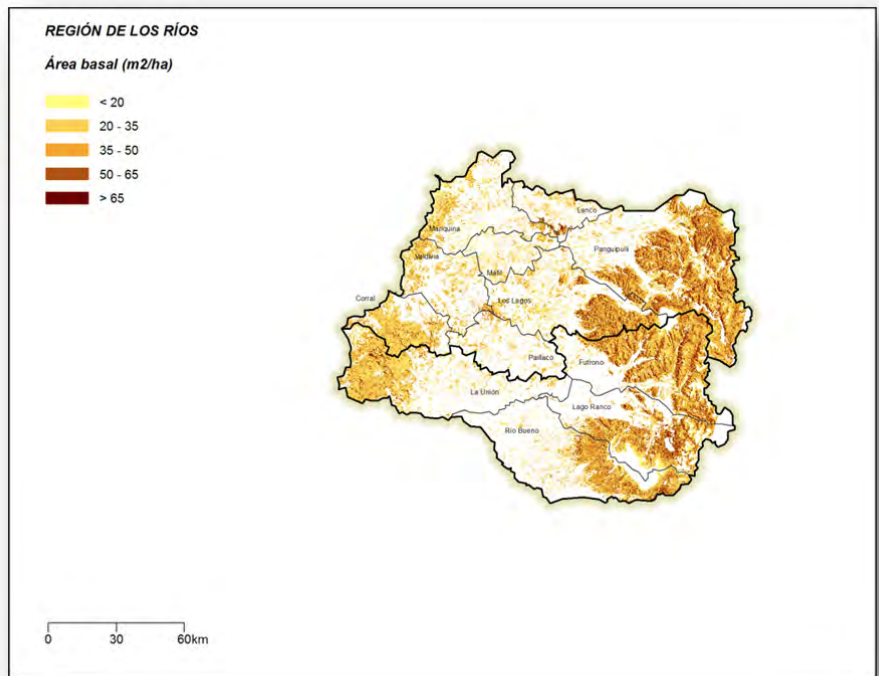 REGIÓN DE LOS RÍOS
Área basal (m2/ha)
< 20
20 - 35
35 - 50
50 - 65
> 65
Lanco
Mariquina
Panguipulli
Valdivia
Máfil
Corral
Los Lagos
Paillaco
Futrono
La Unión
Lago Ranco
Río Bueno
0 30 60km